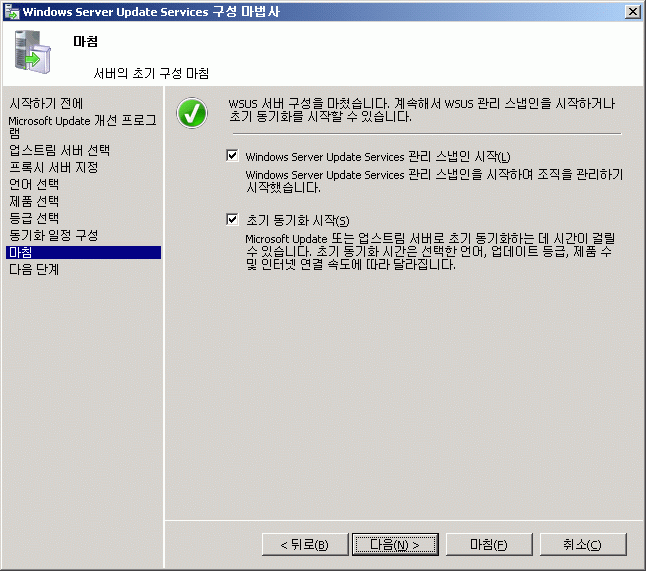 Windows Server Update Services 구성 마법사
마침
서버의 초기 구성 마침
시작하기 전에
Microsoft Update 개선 프로그
램
업스트림 서버 선택
프록시 서버 지정
언어 선택
제품 선택
등급 선택
동기화 일정 구성
마침
다음 단계
WSUS 서버 구성을 마쳤습니다. 계속해서 WSUS 관리 스냅인을 시작하거나
초기 동기화를 시작할 수 있습니다.
Windows Server Update Services 관리 스냅인 시작(L)
Windows Server Update Services 관리 스냅인을 시작하며 조직을 관리하기
시작했습니다.
초기 동기화 시작(S)
Microsoft Update 또는 업스트림 서버로 초기 동기화하는 데 시간이 걸릴
수 있습니다. 초기 동기화 시간은 선택한 언어, 업데이트 등급, 제품 수
및 인터넷 연결 속도에 따라 달라집니다.
< 뒤로(B)
다음(N) >
마침(F)
취소(C)